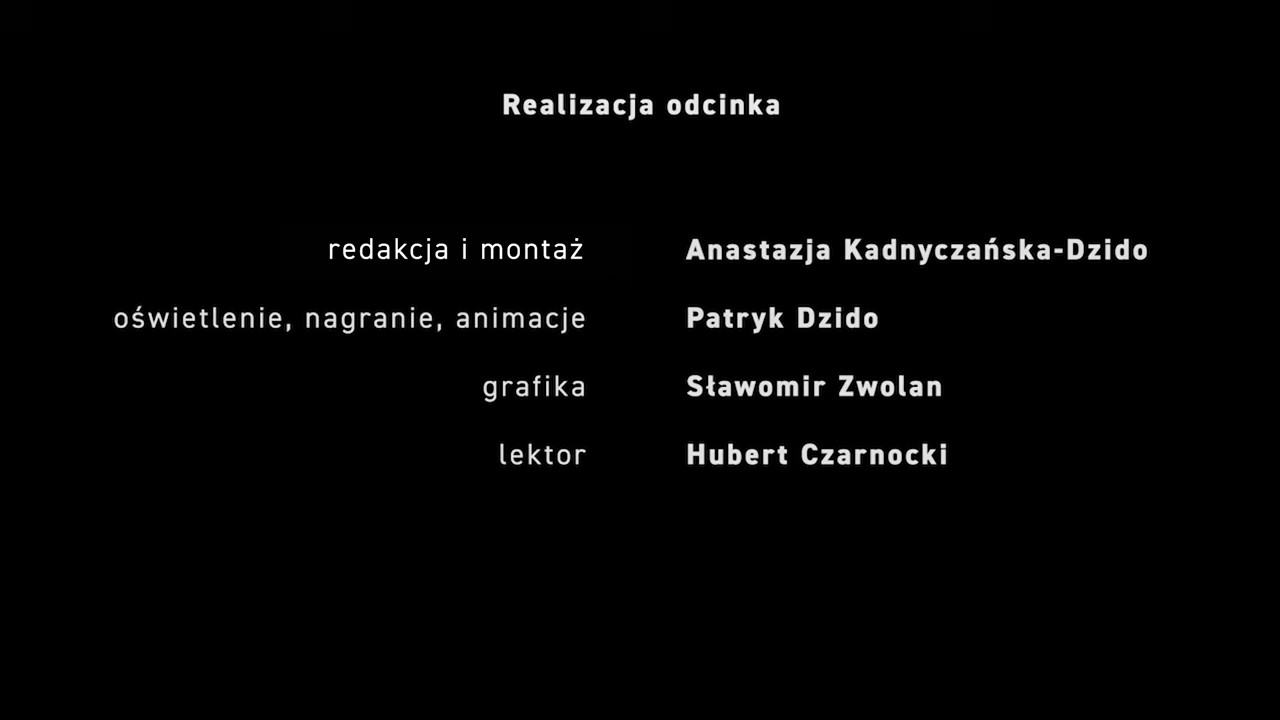 Realizacja odcinka
redakcja i montaż Anastazja Kadnyczańska-Dzido
oświetlenie, nagranie, animacje Patryk Dzido
grafika Sławomir Zwolan
lektor Hubert Czarnocki